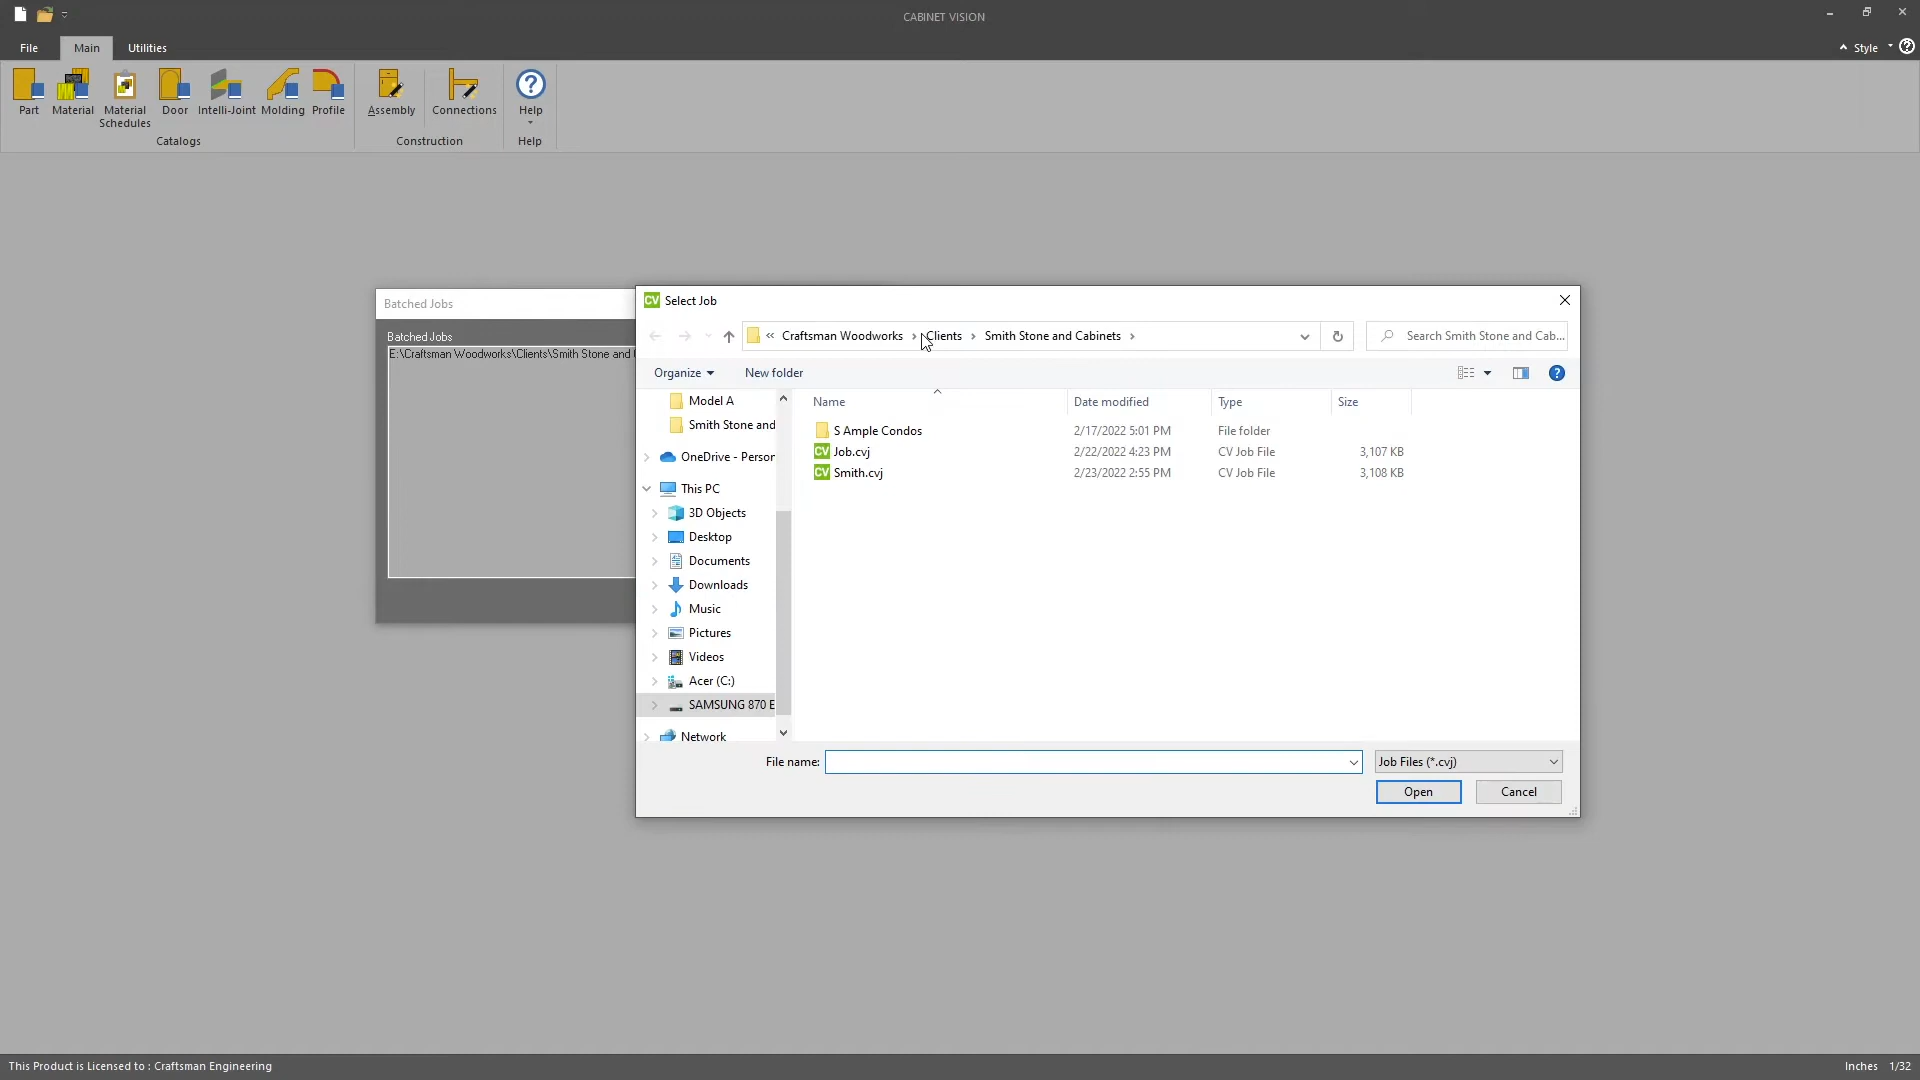 CABINET VISION
File
Main
Utilities
Style
Part
Material
Material
Schedules
Door
Intelli-Joint
Molding
Profile
Assembly
Connections
Help
Catalogs
Construction
Help
Batched Jobs
Batched Jobs
E:\Craftsman Woodworks\Clients\Smith Stone and
CV Select Job
« Craftsman Woodworks › Clients › Smith Stone and Cabinets ›
Search Smith Stone and Cab...
Organize
New folder
Model A
Smith Stone and
OneDrive - Person
This PC
3D Objects
Desktop
Documents
Downloads
Music
Pictures
Videos
Acer (C:)
SAMSUNG 870 E
Network
Name Date modified Type Size
S Ample Condos 2/17/2022 5:01 PM File folder
CV Job.cvj 2/22/2022 4:23 PM CV Job File 3,107 KB
CV Smith.cvj 2/23/2022 2:55 PM CV Job File 3,108 KB
File name:
Job Files (*.cvj)
Open
Cancel
This Product is Licensed to : Craftsman Engineering
Inches 1/32